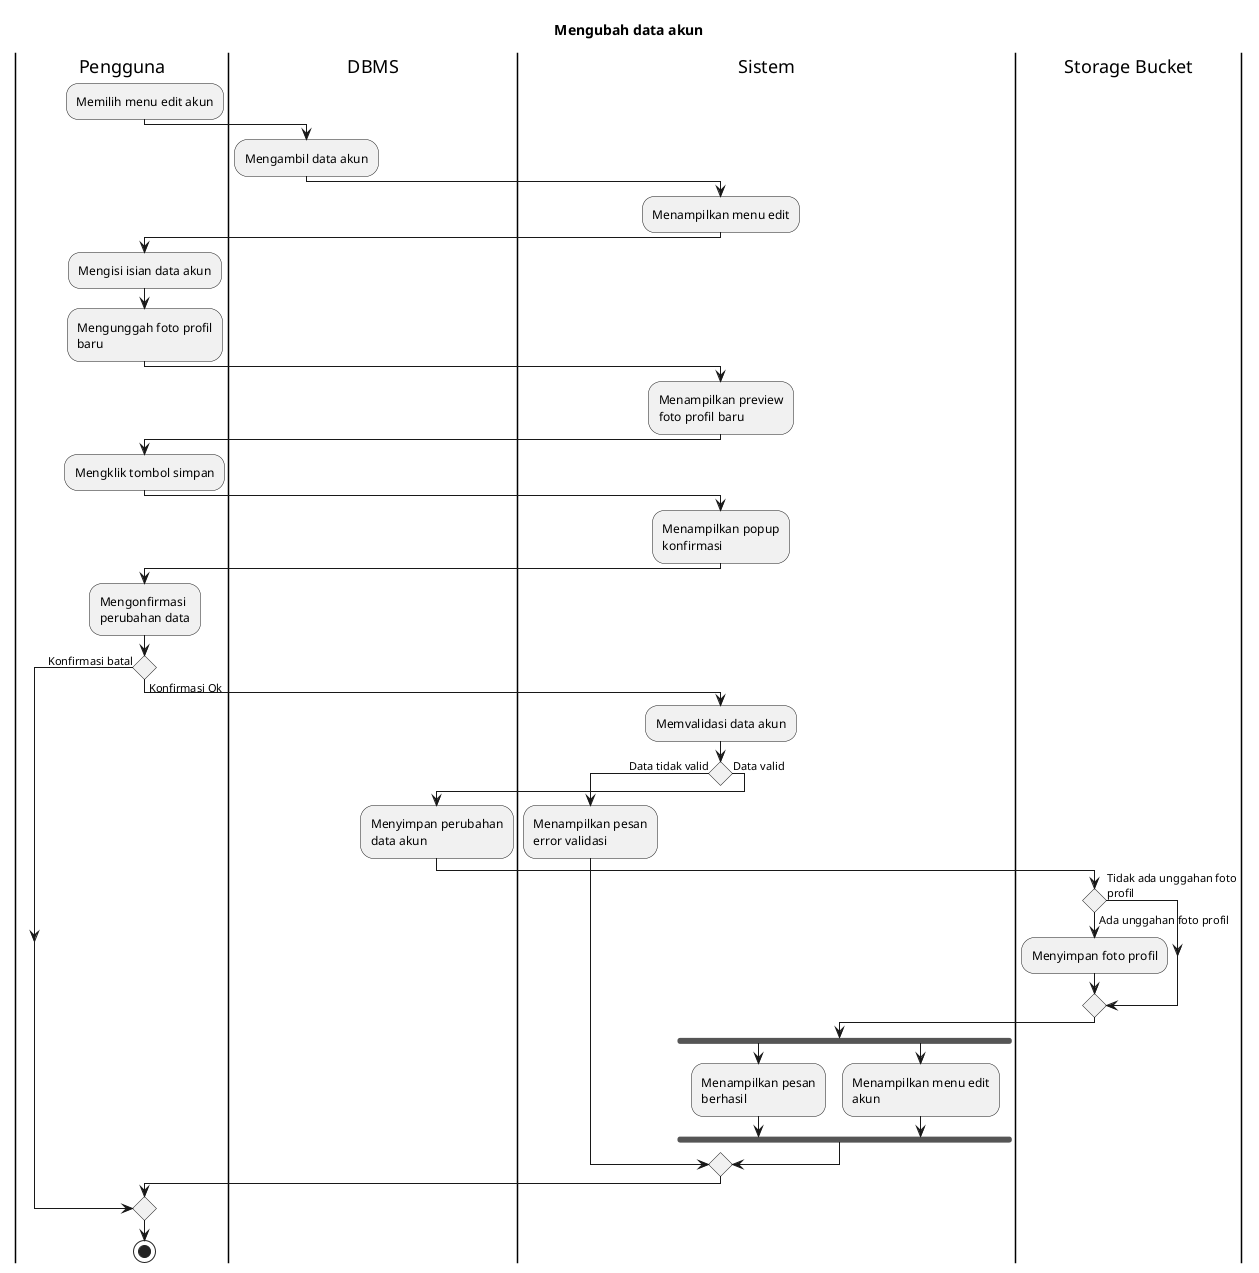 Mengubah data akun
Pengguna
DBMS
Sistem
Storage Bucket
Memilih menu edit akun
Mengambil data akun
Menampilkan menu edit
Mengisi isian data akun
Mengunggah foto profil
baru
Menampilkan preview
foto profil baru
Mengklik tombol simpan
Menampilkan popup
konfirmasi
Mengonfirmasi
perubahan data
Konfirmasi batal
Konfirmasi Ok
Memvalidasi data akun
Data tidak valid
Data valid
Menyimpan perubahan
data akun
Menampilkan pesan
error validasi
Tidak ada unggahan foto
profil
Ada unggahan foto profil
Menyimpan foto profil
Menampilkan pesan
berhasil
Menampilkan menu edit
akun